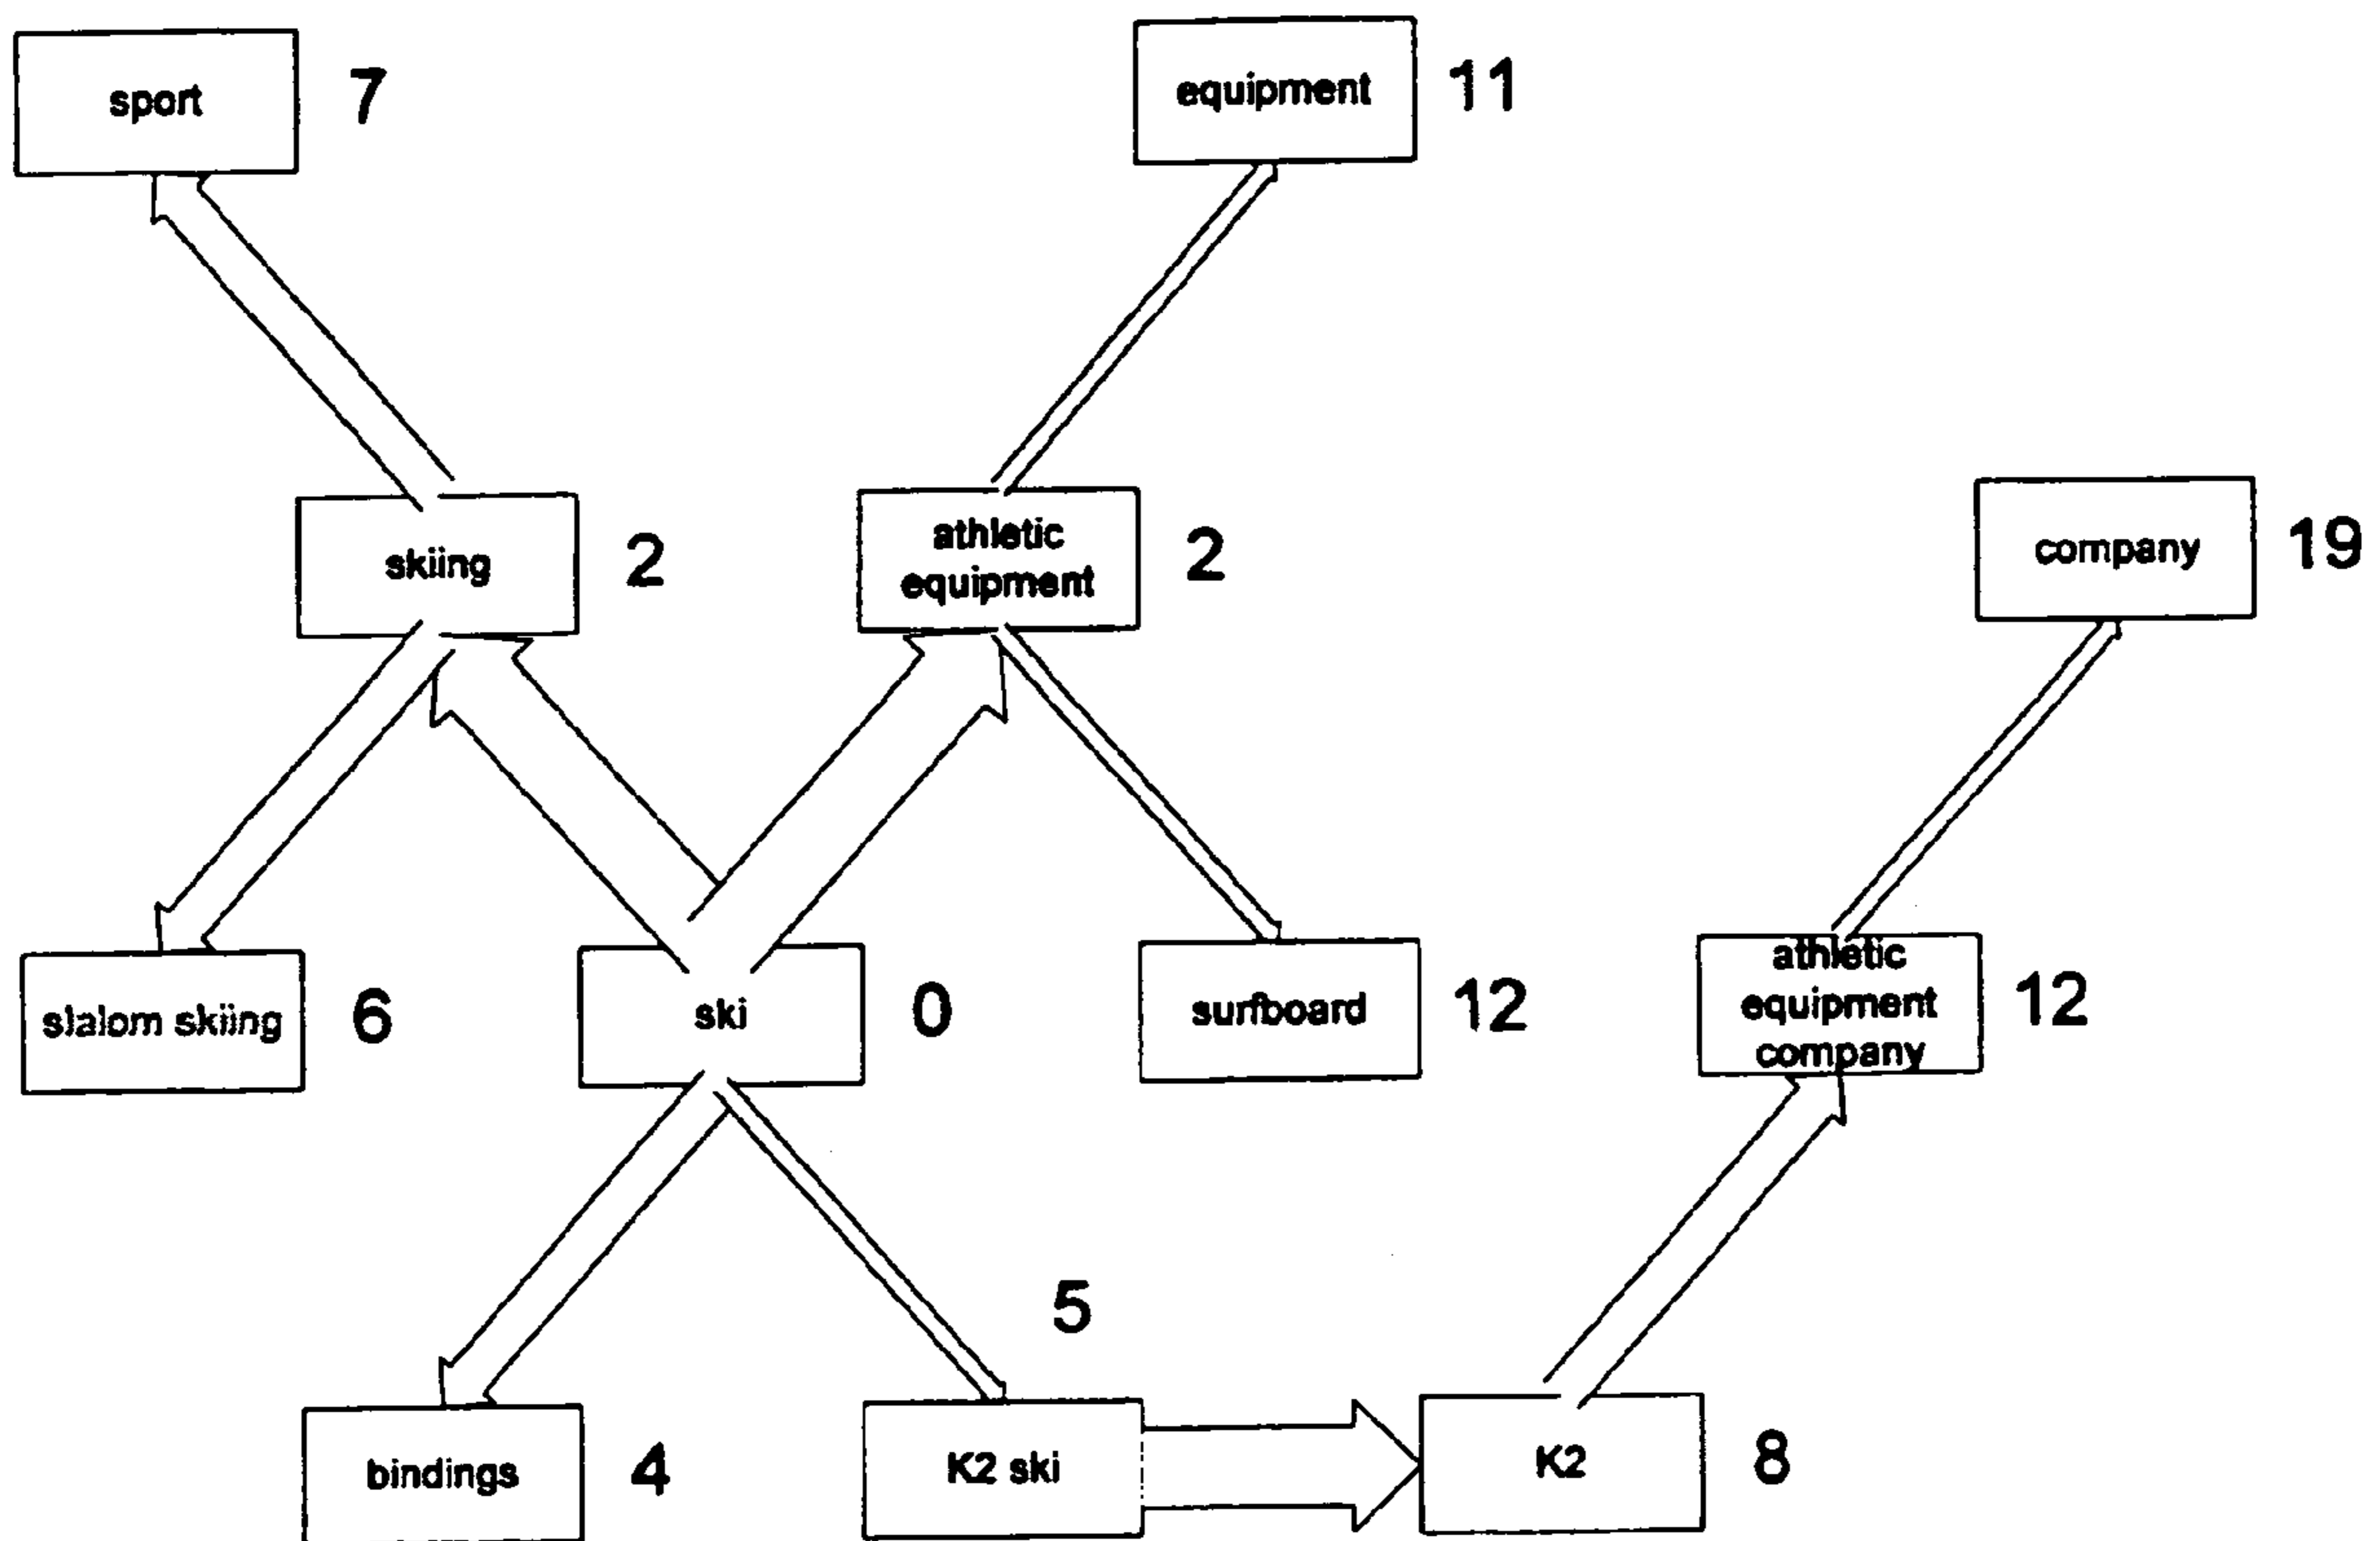 sport
7
equipment
11
skiing
2
athletic
equipment
2
company
19
slalom skiing
6
ski
0
surfboard
12
athletic
equipment
company
12
5
bindings
4
K2 ski
K2
8